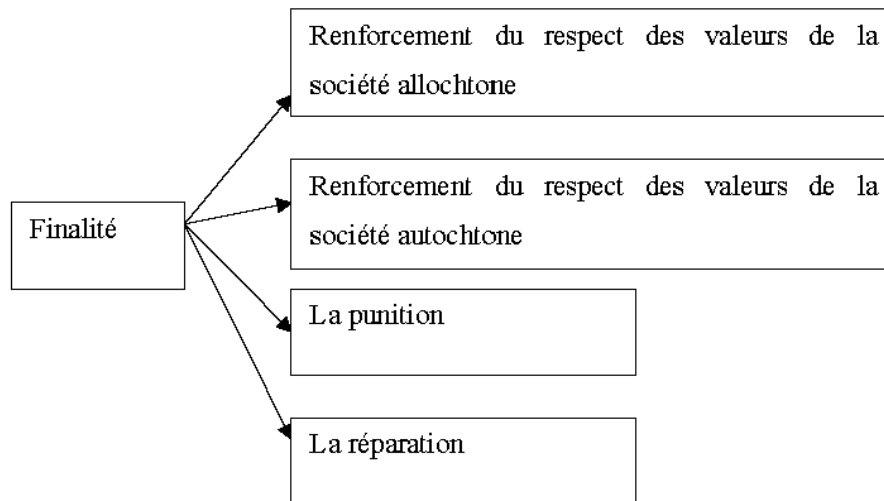 Renforcement du respect des valeurs de la
société allochtone
Renforcement du respect des valeurs de la
société autochtone
Finalité
La punition
La réparation